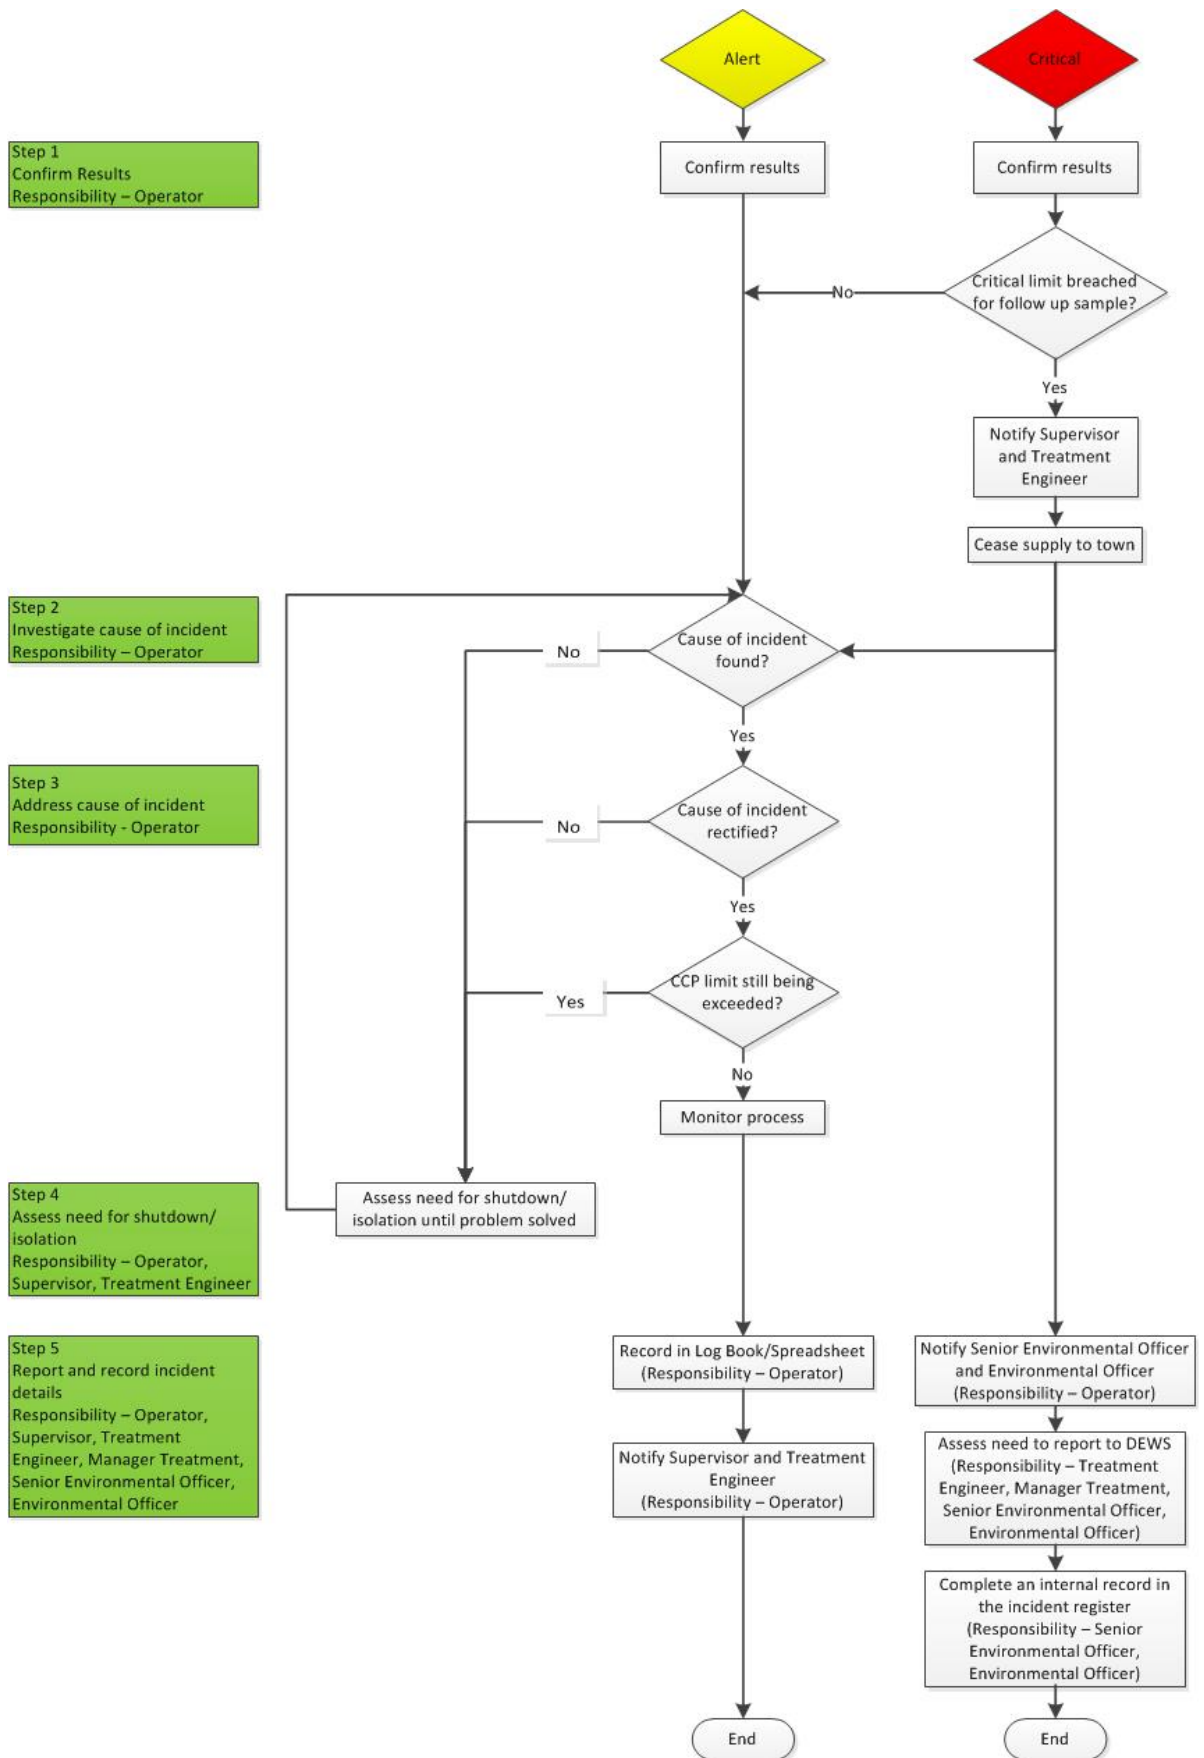 Alert
Critical
Step 1
Confirm Results
Responsibility – Operator
Confirm results
Confirm results
Critical limit breached
for follow up sample?
No
Yes
Notify Supervisor
and Treatment
Engineer
Cease supply to town
Step 2
Investigate cause of incident
Responsibility – Operator
No
Cause of incident
found?
Yes
Step 3
Address cause of incident
Responsibility - Operator
No
Cause of incident
rectified?
Yes
CCP limit still being
exceeded?
Yes
No
Monitor process
Step 4
Assess need for shutdown/
isolation
Responsibility – Operator,
Supervisor, Treatment Engineer
Assess need for shutdown/
isolation until problem solved
Step 5
Report and record incident
details
Responsibility – Operator,
Supervisor, Treatment
Engineer, Manager Treatment,
Senior Environmental Officer,
Environmental Officer
Record in Log Book/Spreadsheet
(Responsibility – Operator)
Notify Supervisor and Treatment
Engineer
(Responsibility – Operator)
End
Notify Senior Environmental Officer
and Environmental Officer
(Responsibility – Operator)
Assess need to report to DEWS
(Responsibility – Treatment
Engineer, Manager Treatment,
Senior Environmental Officer,
Environmental Officer)
Complete an internal record in
the incident register
(Responsibility – Senior
Environmental Officer,
Environmental Officer)
End